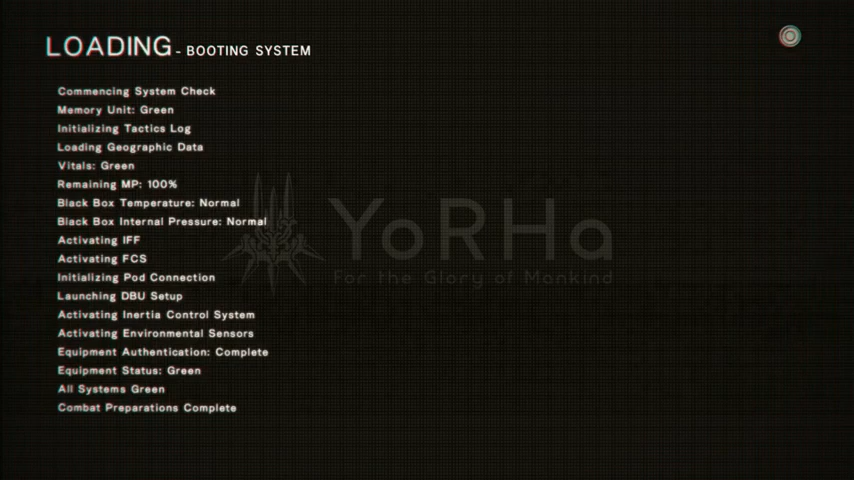 LOADING - BOOTING SYSTEM
Commencing System Check
Memory Unit: Green
Initializing Tactics Log
Loading Geographic Data
Vitals: Green
Remaining MP: 100%
Black Box Temperature: Normal
Black Box Internal Pressure: Normal
Activating IFF
Activating FCS
Initializing Pod Connection
Launching DBU Setup
Activating Inertia Control System
Activating Environmental Sensors
Equipment Authentication: Complete
Equipment Status: Green
All Systems Green
Combat Preparations Complete
YoRHa
For the Glory of Mankind